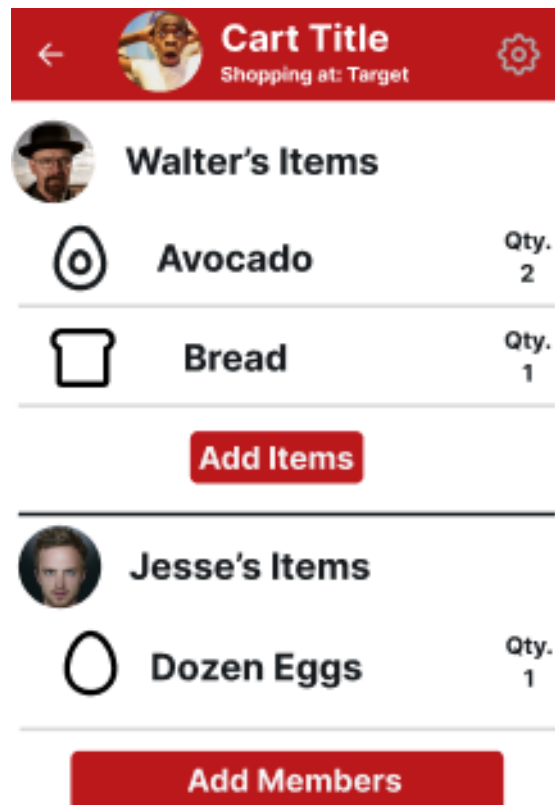 Cart Title
Shopping at: Target
Walter's Items
Avocado
Qty.
2
Bread
Qty.
1
Add Items
Jesse's Items
Dozen Eggs
Qty.
1
Add Members